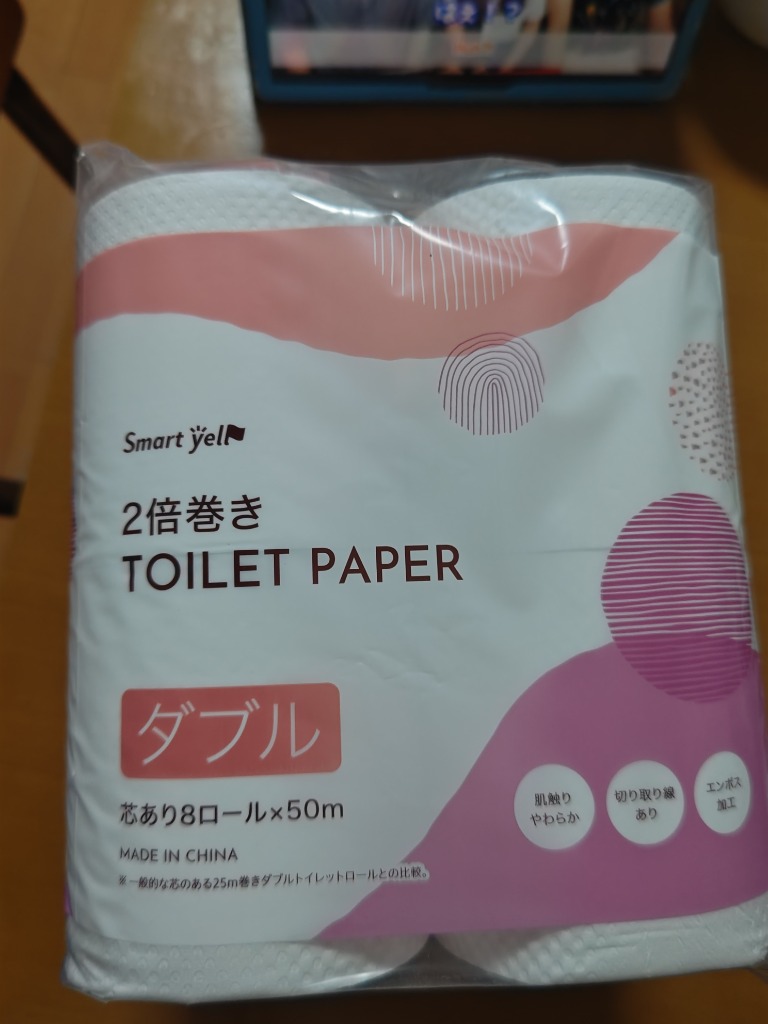 Smart yell
2倍巻き
TOILET PAPER
ダブル
芯あり8ロール×50m
MADE IN CHINA
※一般的な芯のある25m巻きダブルトイレットロールとの比較。
肌触り
やわらか
切り取り線
あり
エンボス
加工